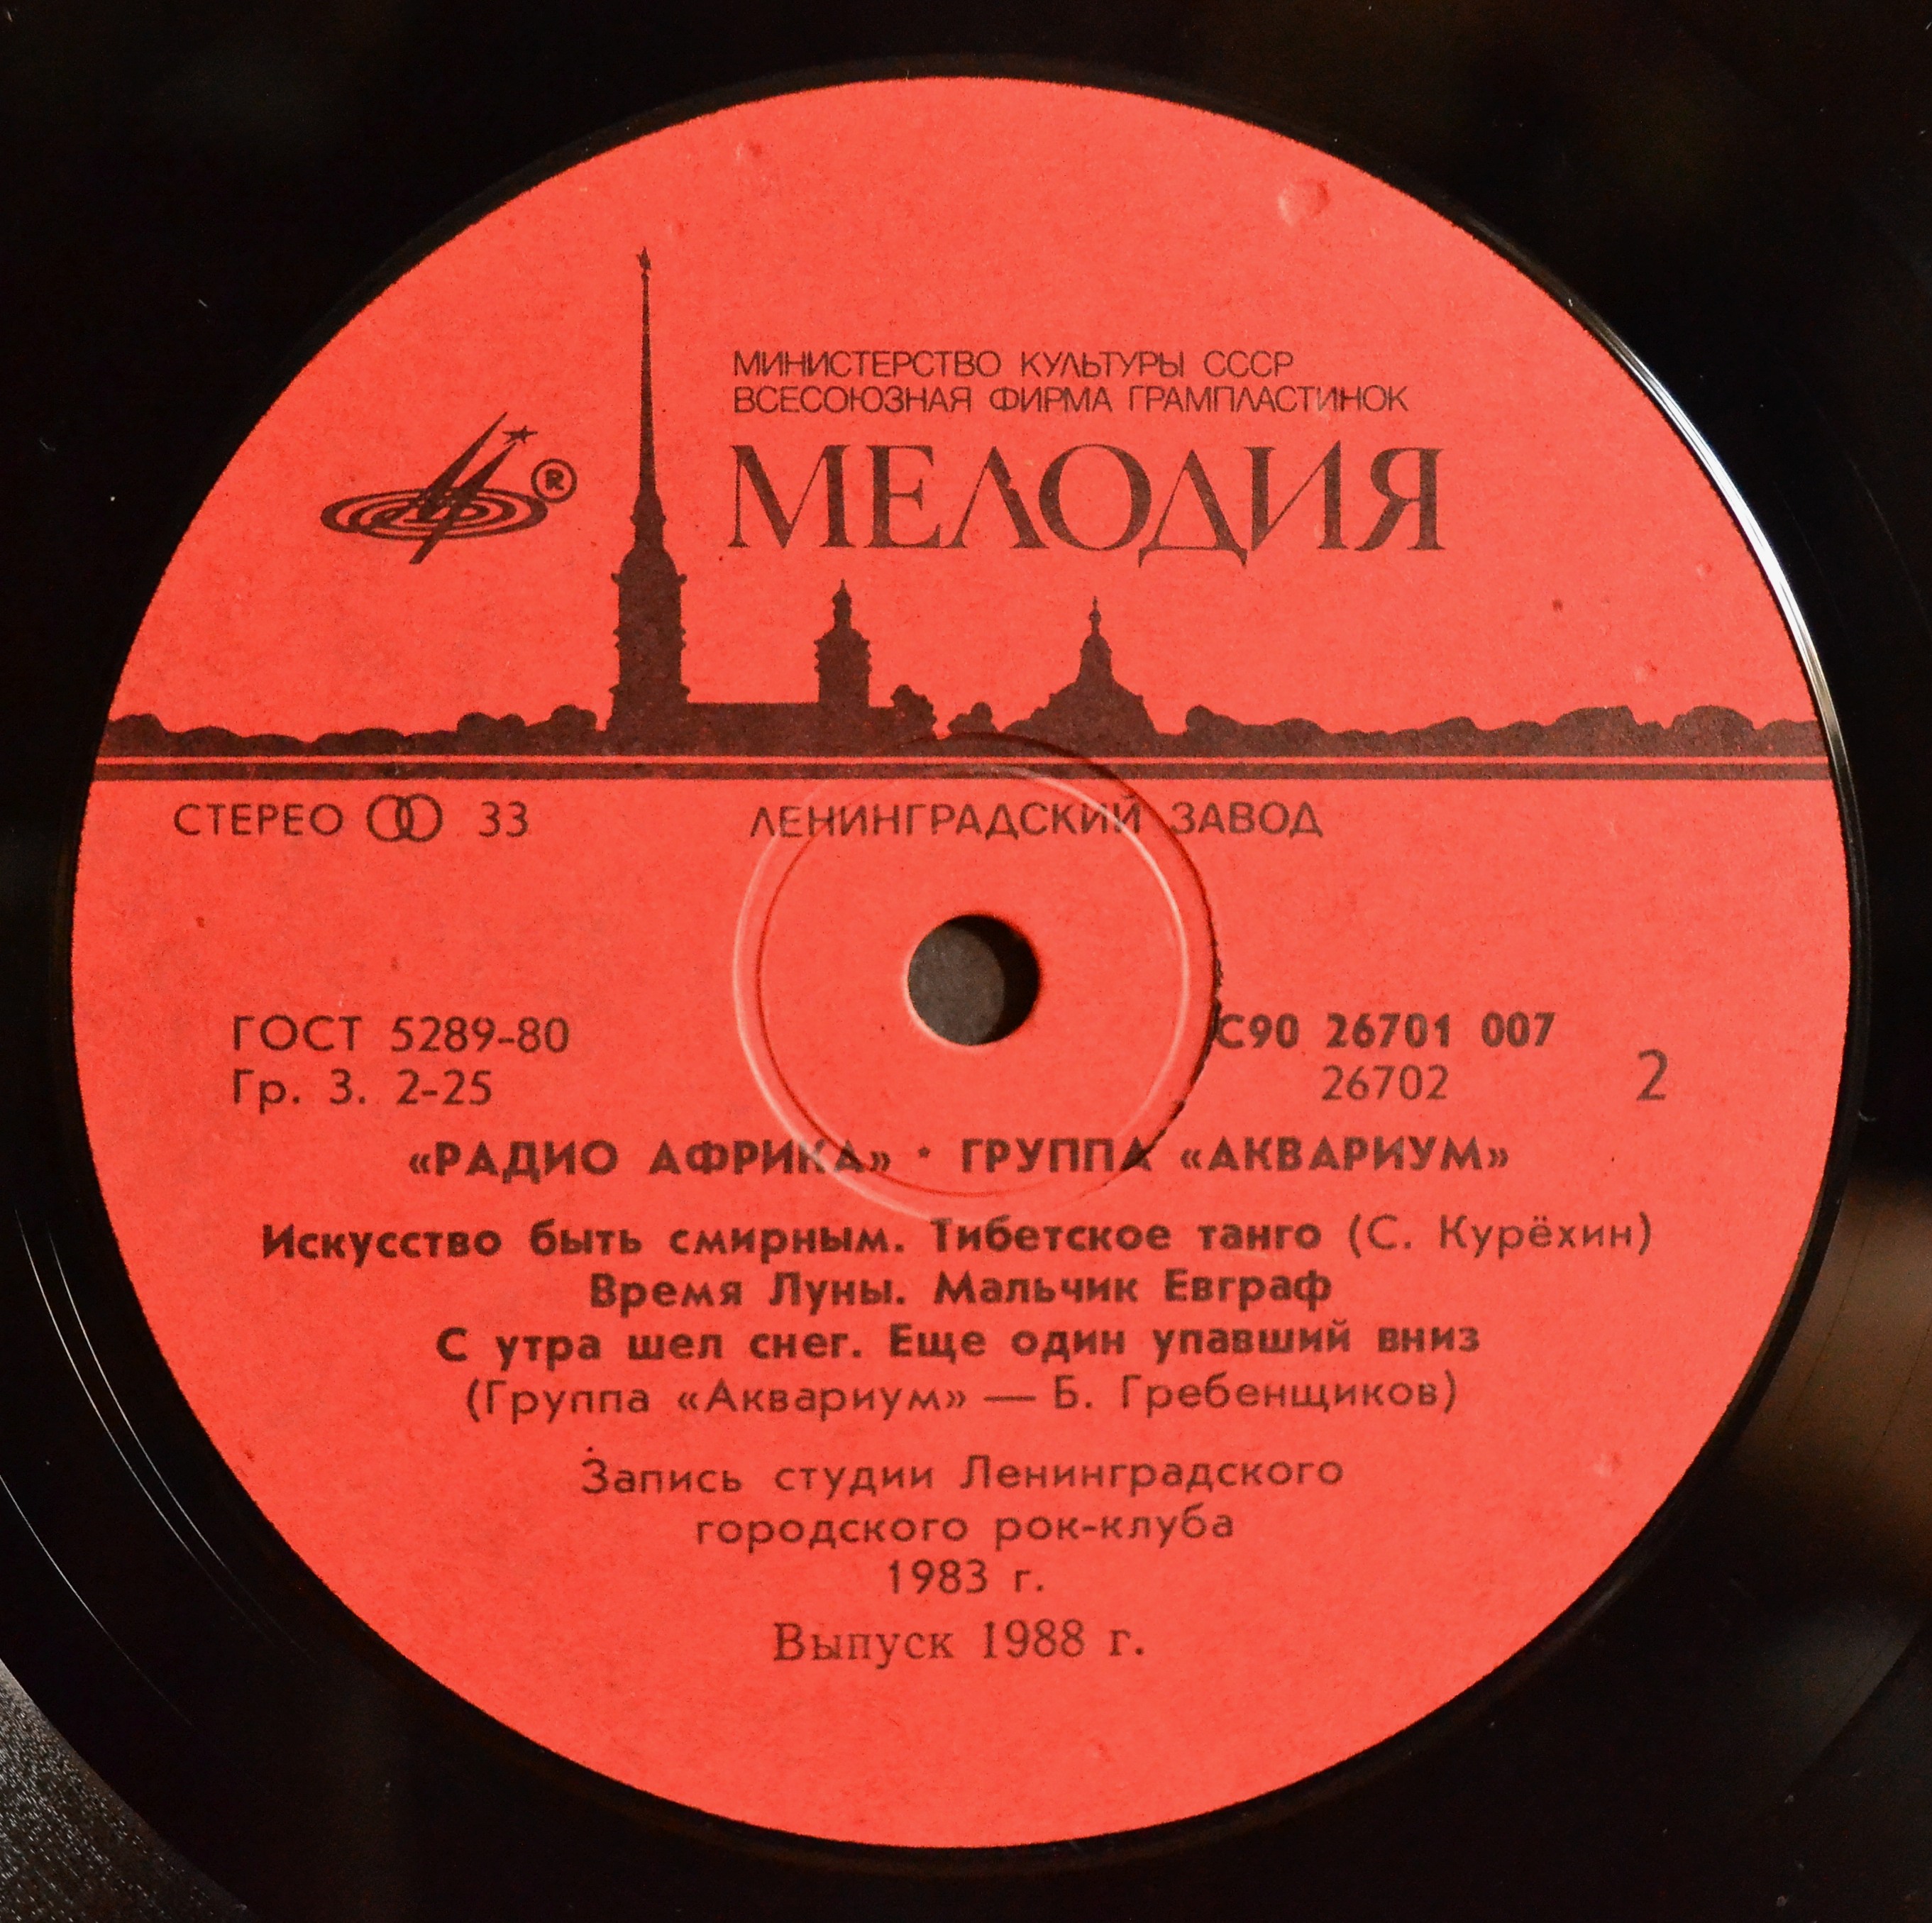 МИНИСТЕРСТВО КУЛЬТУРЫ СССР
ВСЕСОЮЗНАЯ ФИРМА ГРАМПЛАСТИНОК
МЕЛОДИЯ
®
СТЕРЕО 33 ЛЕНИНГРАДСКИЙ ЗАВОД
ГОСТ 5289-80 С90 26701 007
Гр. 3. 2-25 26702 2
«РАДИО АФРИКА» · ГРУППА «АКВАРИУМ»
Искусство быть смирным. Тибетское танго (С. Курёхин)
Время Луны. Мальчик Евграф
С утра шел снег. Еще один упавший вниз
(Группа «Аквариум» — Б. Гребенщиков)
Запись студии Ленинградского
городского рок-клуба
1983 г.
Выпуск 1988 г.